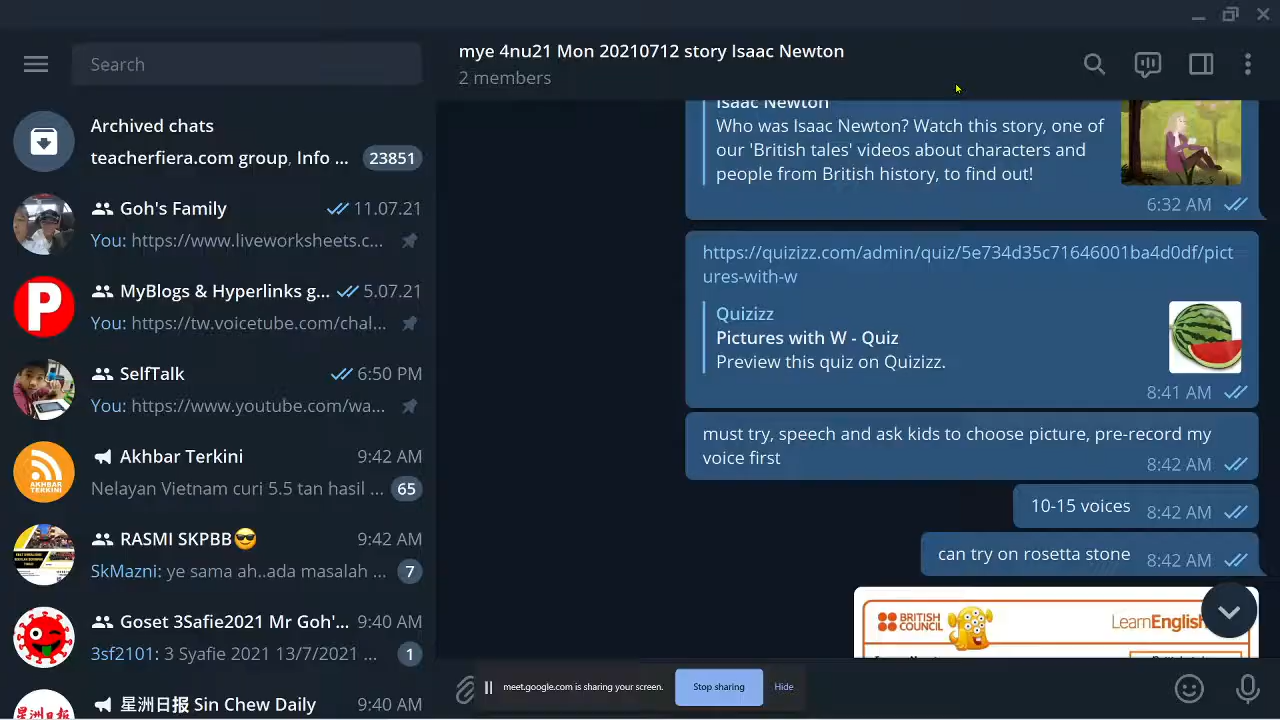 Search
mye 4nu21 Mon 20210712 story Isaac Newton
2 members
Archived chats
teacherfiera.com group, Info ... 23851
Goh's Family 11.07.21
You: https://www.liveworksheets.c...
MyBlogs & Hyperlinks g... 5.07.21
You: https://tw.voicetube.com/chal...
SelfTalk 6:50 PM
You: https://www.youtube.com/wa...
Akhbar Terkini 9:42 AM
Nelayan Vietnam curi 5.5 tan hasil ... 65
AKHBAR
TERKINI
RASMI SKPBB😎 9:42 AM
SkMazni: ye sama ah..ada masalah ... 7
Goset 3Safie2021 Mr Goh'... 9:40 AM
3sf2101: 3 Syafie 2021 13/7/2021 ... 1
星洲日报 Sin Chew Daily 9:40 AM
Isaac Newton
Who was Isaac Newton? Watch this story, one of
our 'British tales' videos about characters and
people from British history, to find out!
6:32 AM
https://quizizz.com/admin/quiz/5e734d35c71646001ba4d0df/pict
ures-with-w
Quizizz
Pictures with W - Quiz
Preview this quiz on Quizizz.
8:41 AM
must try, speech and ask kids to choose picture, pre-record my
voice first 8:42 AM
10-15 voices 8:42 AM
can try on rosetta stone 8:42 AM
BRITISH
COUNCIL
LearnEnglish
meet.google.com is sharing your screen. Stop sharing Hide